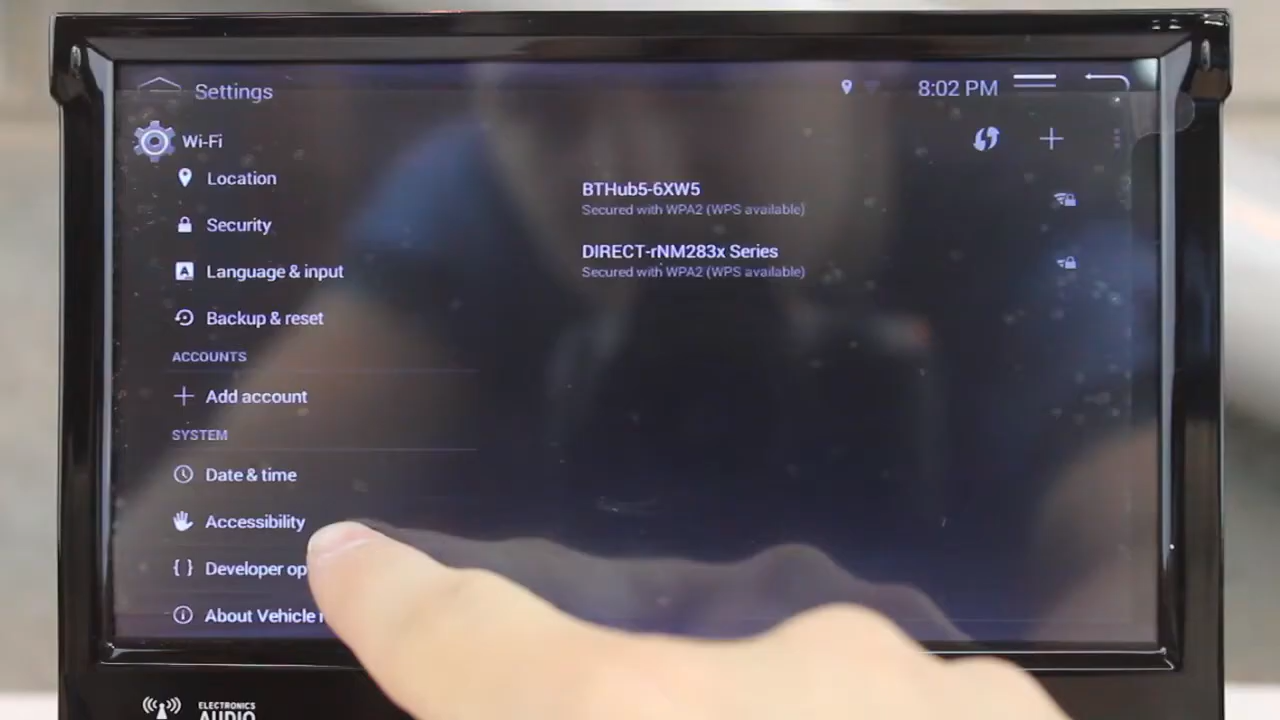 Settings
8:02 PM
Wi-Fi
Location
Security
Language & input
Backup & reset
ACCOUNTS
Add account
SYSTEM
Date & time
Accessibility
Developer op
About Vehicle
BTHub5-6XW5
Secured with WPA2 (WPS available)
DIRECT-rNM283x Series
Secured with WPA2 (WPS available)
ELECTRONICS
AUDIO